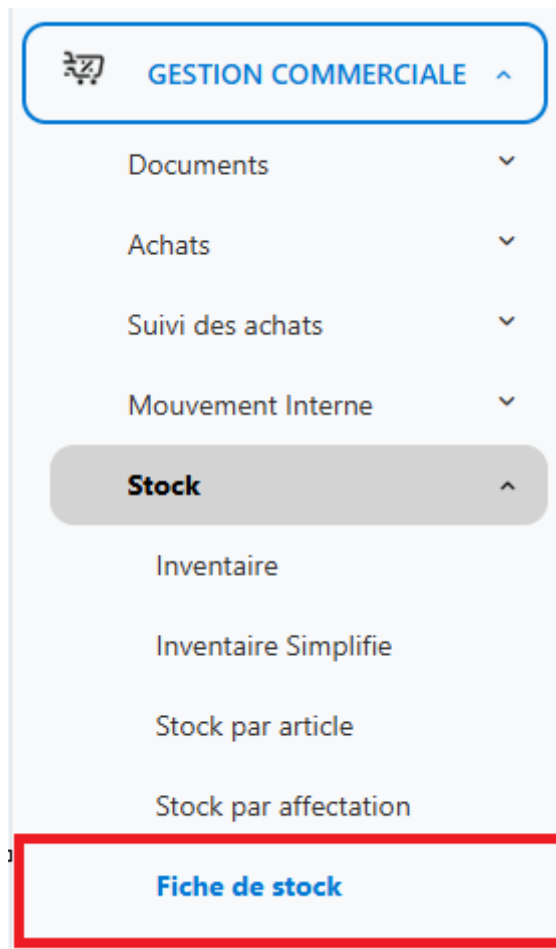 GESTION COMMERCIALE
Documents
Achats
Suivi des achats
Mouvement Interne
Stock
Inventaire
Inventaire Simplifie
Stock par article
Stock par affectation
Fiche de stock